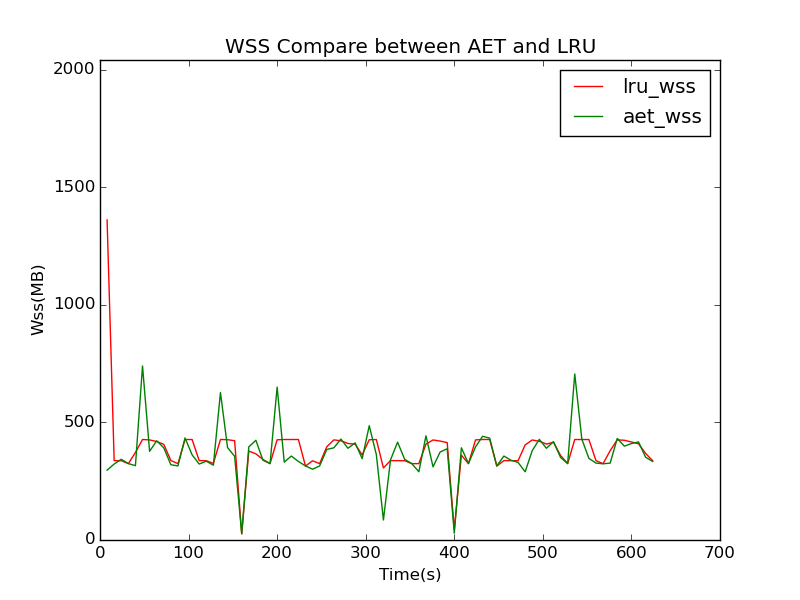 WSS Compare between AET and LRU
2000
1500
1000
500
0
Wss(MB)
lru_wss
aet_wss
0 100 200 300 400 500 600 700
Time(s)